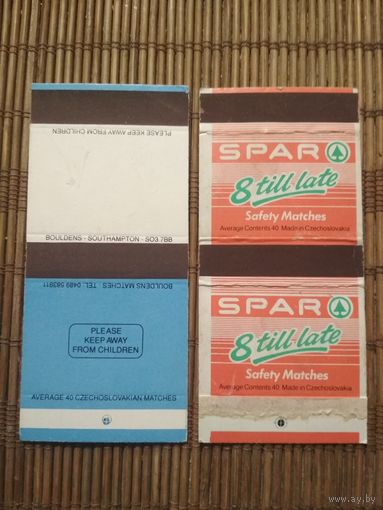 PLEASE KEEP AWAY FROM CHILDREN
BOULDENS - SOUTHAMPTON - SO3 7BB
BOULDENS MATCHES TEL. 0489 583911
PLEASE
KEEP AWAY
FROM CHILDREN
AVERAGE 40 CZECHOSLOVAKIAN MATCHES
SPAR
8 till late
Safety Matches
Average Contents 40 Made in Czechoslovakia
SPAR
8 till late
Safety Matches
Average Contents 40 Made in Czechoslovakia
www.ay.by